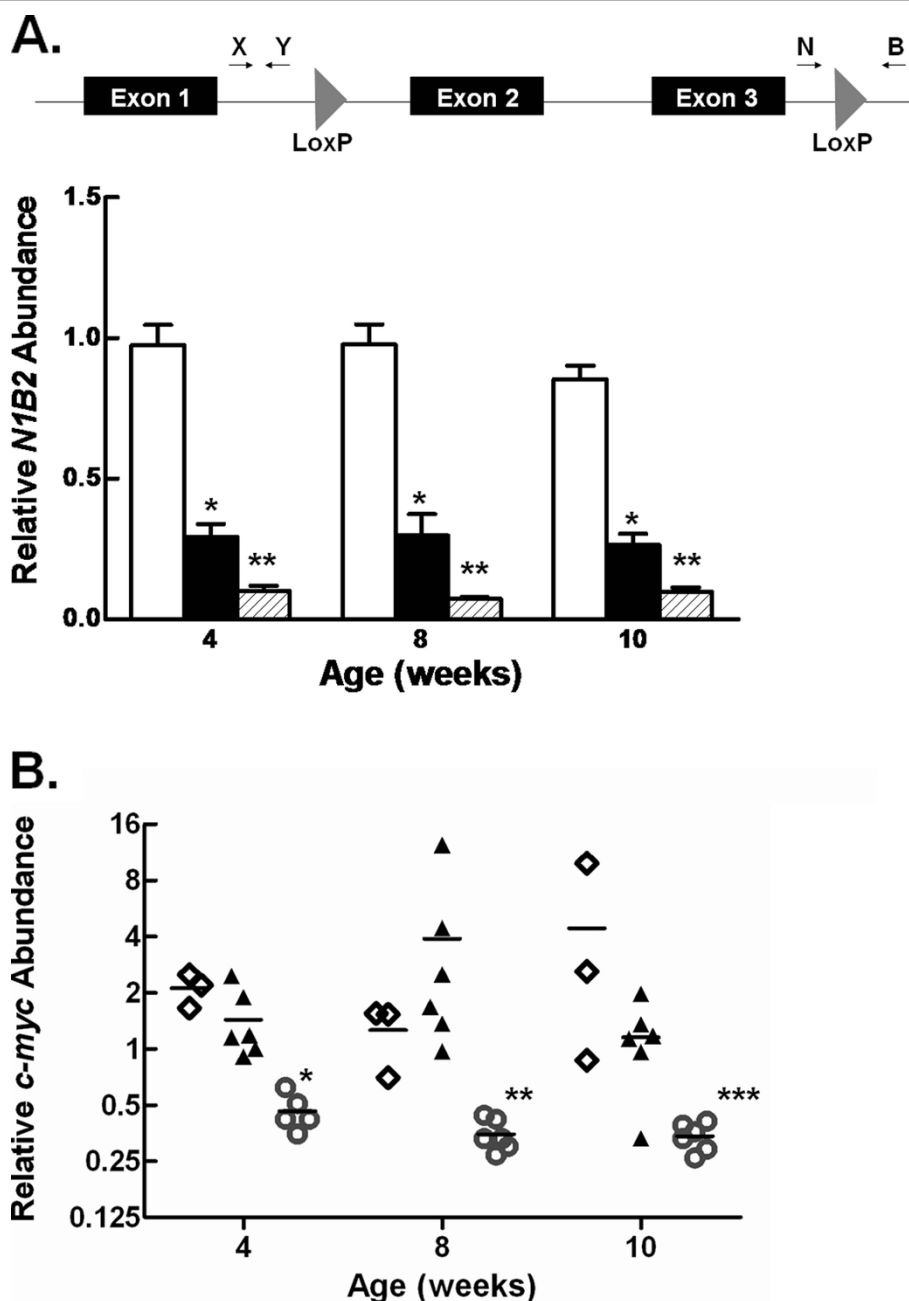 A.
X Y N B
Exon 1 Exon 2 Exon 3
LoxP LoxP
Relative N1B2 Abundance
1.5
1.0
0.5
0.0
* ** * ** * **
4 8 10
Age (weeks)
B.
Relative c-myc Abundance
16
8
4
2
1
0.5
0.25
0.125
* ** ***
4 8 10
Age (weeks)